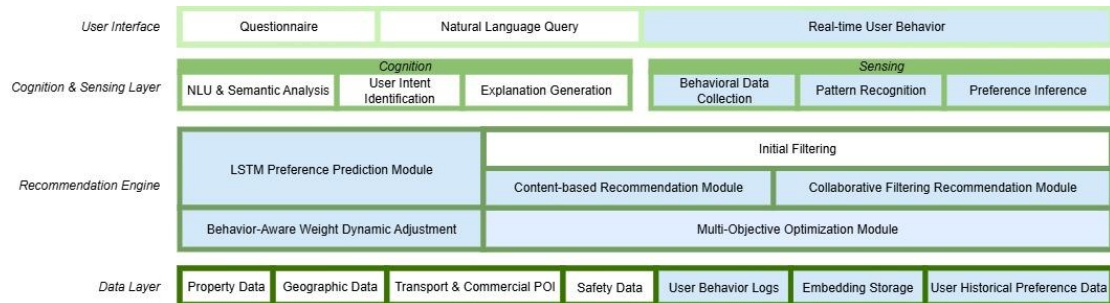 User Interface
Questionnaire
Natural Language Query
Real-time User Behavior
Cognition & Sensing Layer
Cognition
NLU & Semantic Analysis
User Intent
Identification
Explanation Generation
Sensing
Behavioral Data
Collection
Pattern Recognition
Preference Inference
Recommendation Engine
LSTM Preference Prediction Module
Initial Filtering
Content-based Recommendation Module
Collaborative Filtering Recommendation Module
Behavior-Aware Weight Dynamic Adjustment
Multi-Objective Optimization Module
Data Layer
Property Data
Geographic Data
Transport & Commercial POI
Safety Data
User Behavior Logs
Embedding Storage
User Historical Preference Data